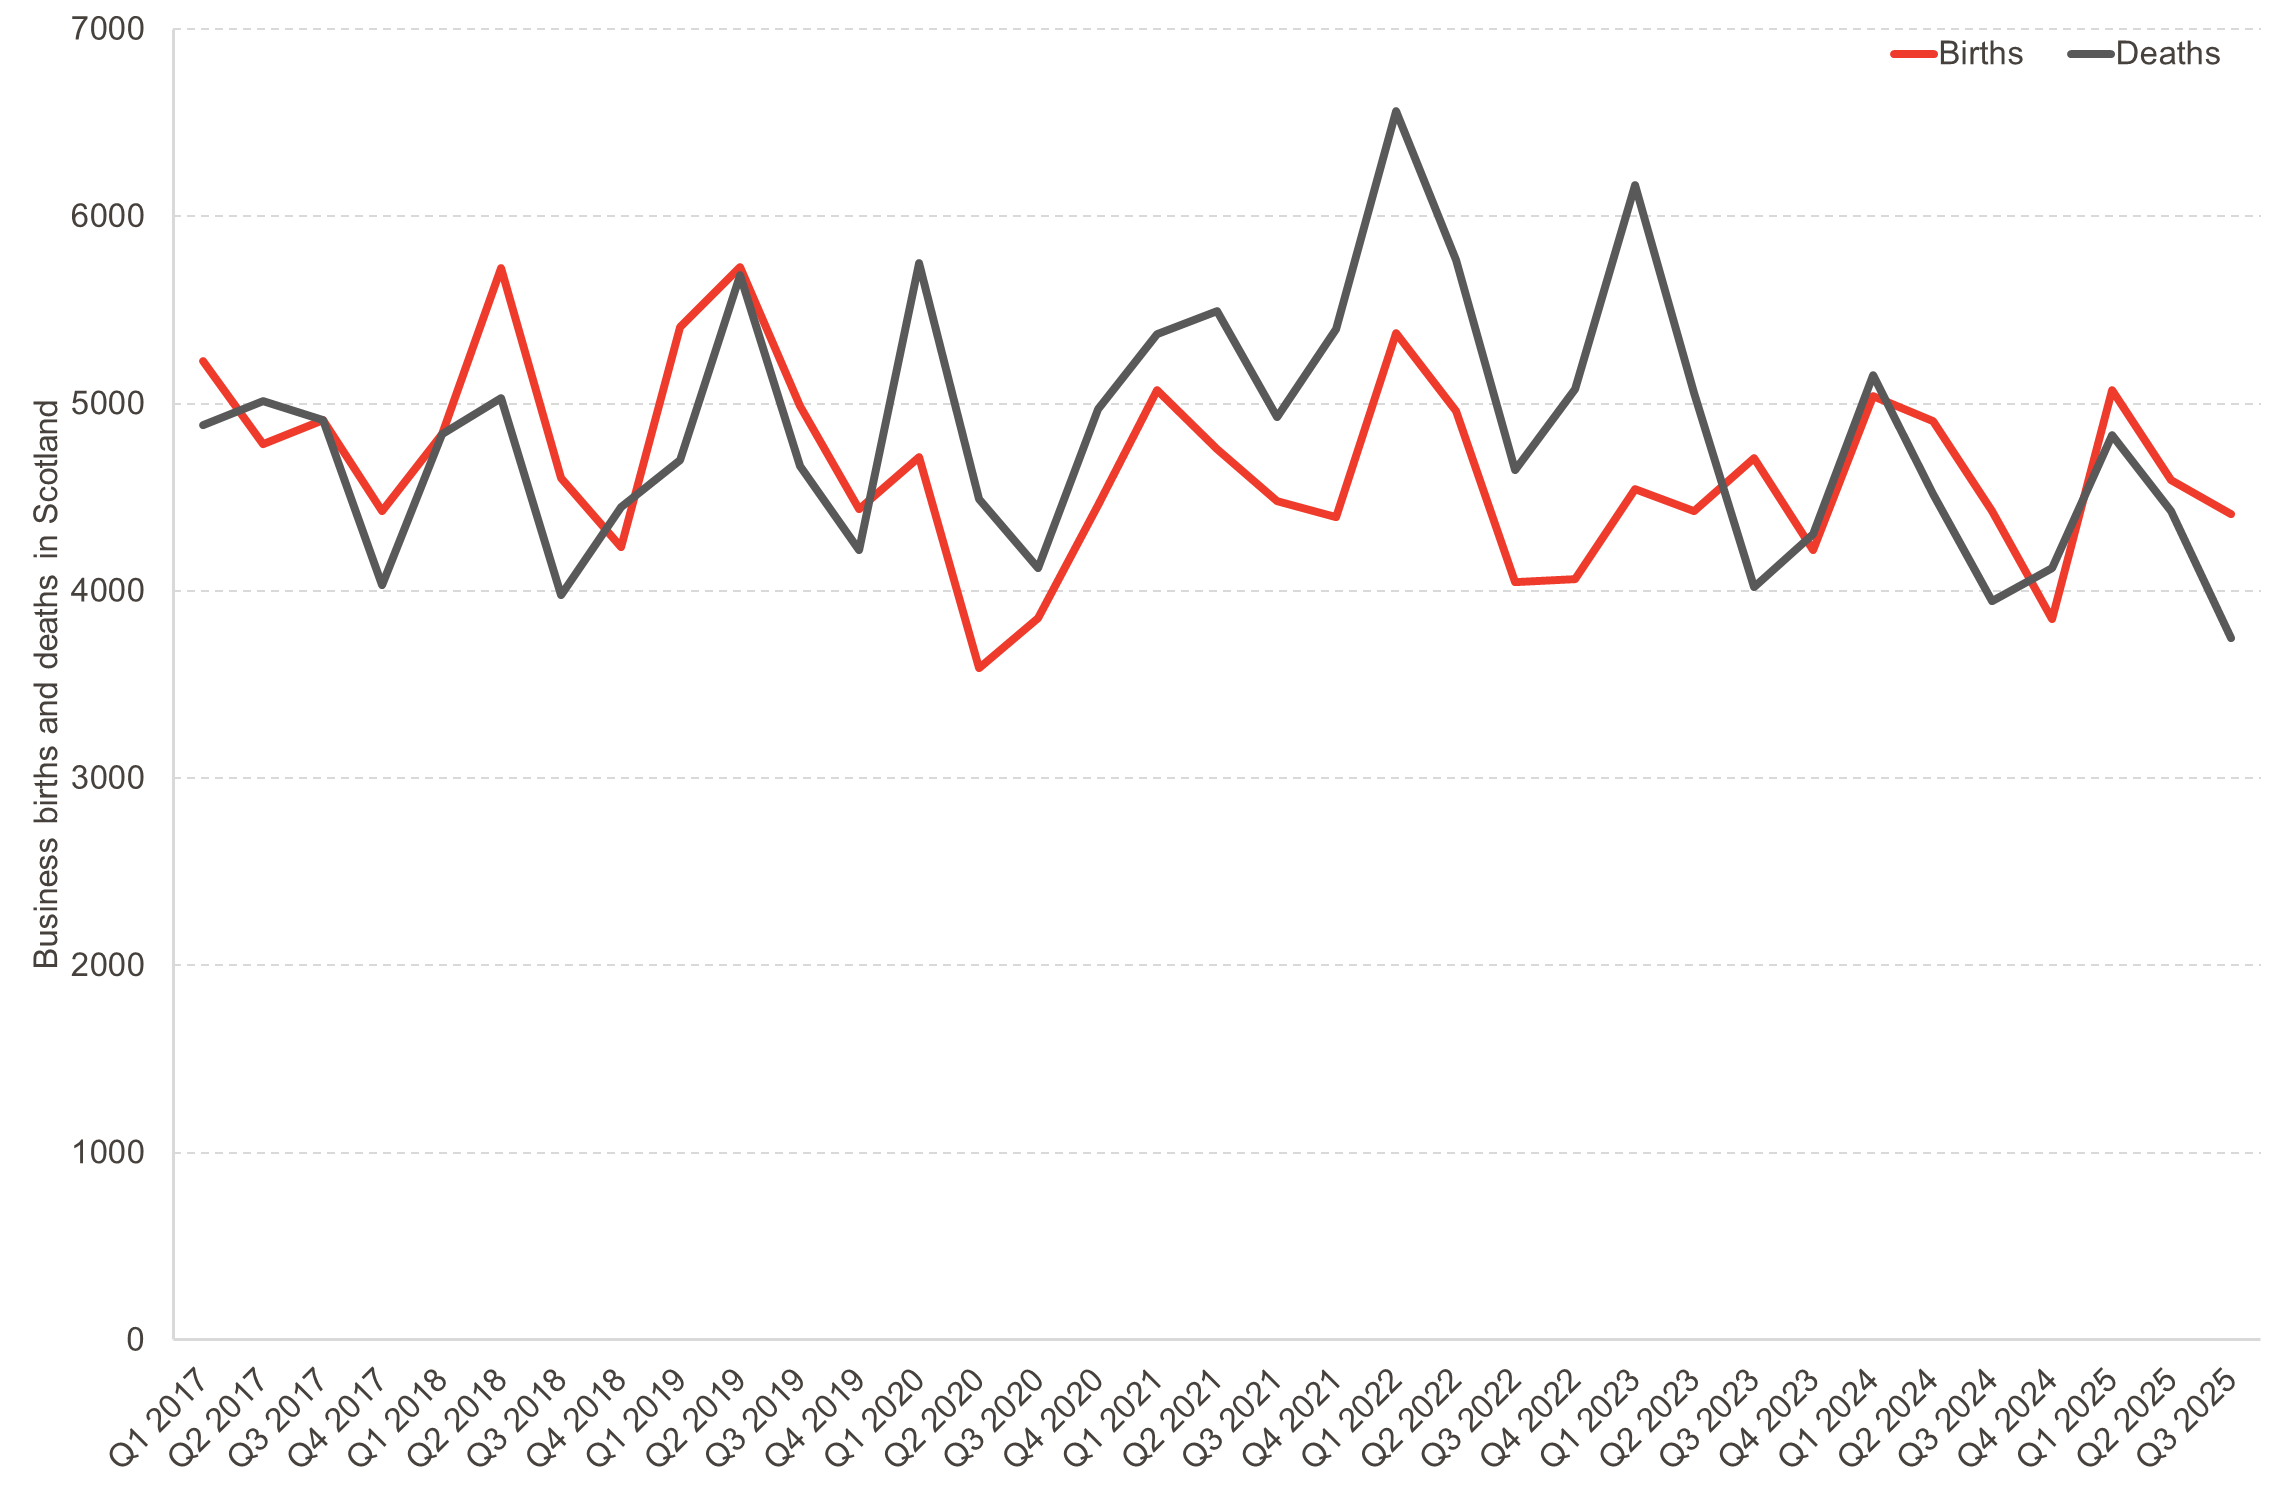 Births
Deaths
Business births and deaths in Scotland
7000
6000
5000
4000
3000
2000
1000
0
Q1 2017
Q2 2017
Q3 2017
Q4 2017
Q1 2018
Q2 2018
Q3 2018
Q4 2018
Q1 2019
Q2 2019
Q3 2019
Q4 2019
Q1 2020
Q2 2020
Q3 2020
Q4 2020
Q1 2021
Q2 2021
Q3 2021
Q4 2021
Q1 2022
Q2 2022
Q3 2022
Q4 2022
Q1 2023
Q2 2023
Q3 2023
Q4 2023
Q1 2024
Q2 2024
Q3 2024
Q4 2024
Q1 2025
Q2 2025
Q3 2025